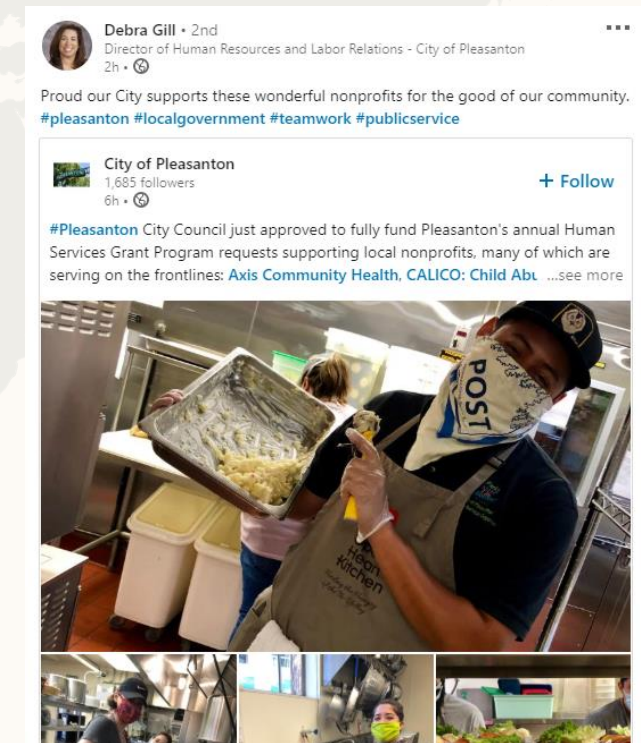 Debra Gill • 2nd
Director of Human Resources and Labor Relations - City of Pleasanton
2h •
Proud our City supports these wonderful nonprofits for the good of our community.
#pleasanton #localgovernment #teamwork #publicservice
City of Pleasanton
1,685 followers
6h •
+ Follow
#Pleasanton City Council just approved to fully fund Pleasanton's annual Human
Services Grant Program requests supporting local nonprofits, many of which are
serving on the frontlines: Axis Community Health, CALICO: Child Abu ...see more
POST
Heart
Kitchen